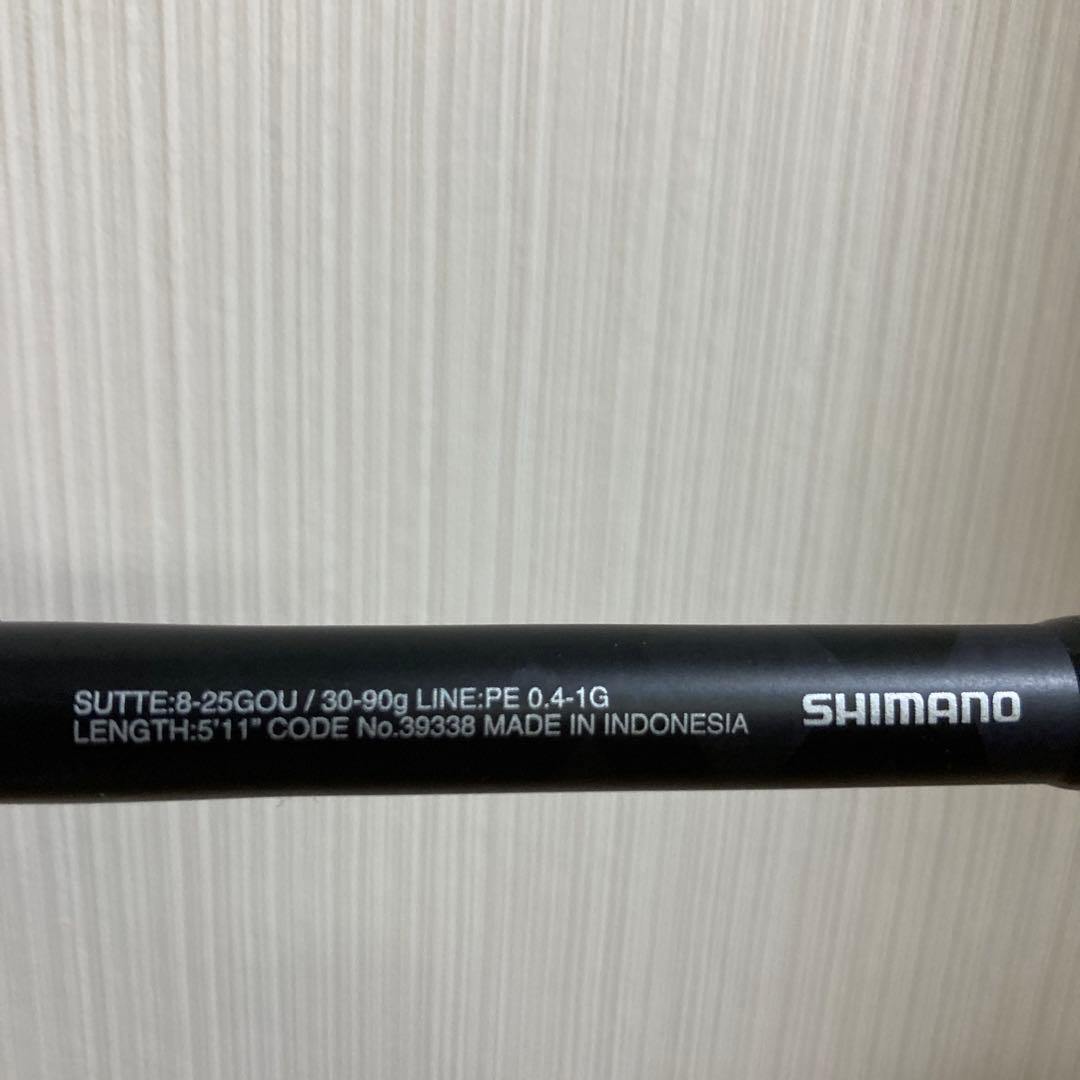 SUTTE:8-25GOU / 30-90g LINE:PE 0.4-1G
LENGTH:5'11" CODE No.39338 MADE IN INDONESIA
SHIMANO